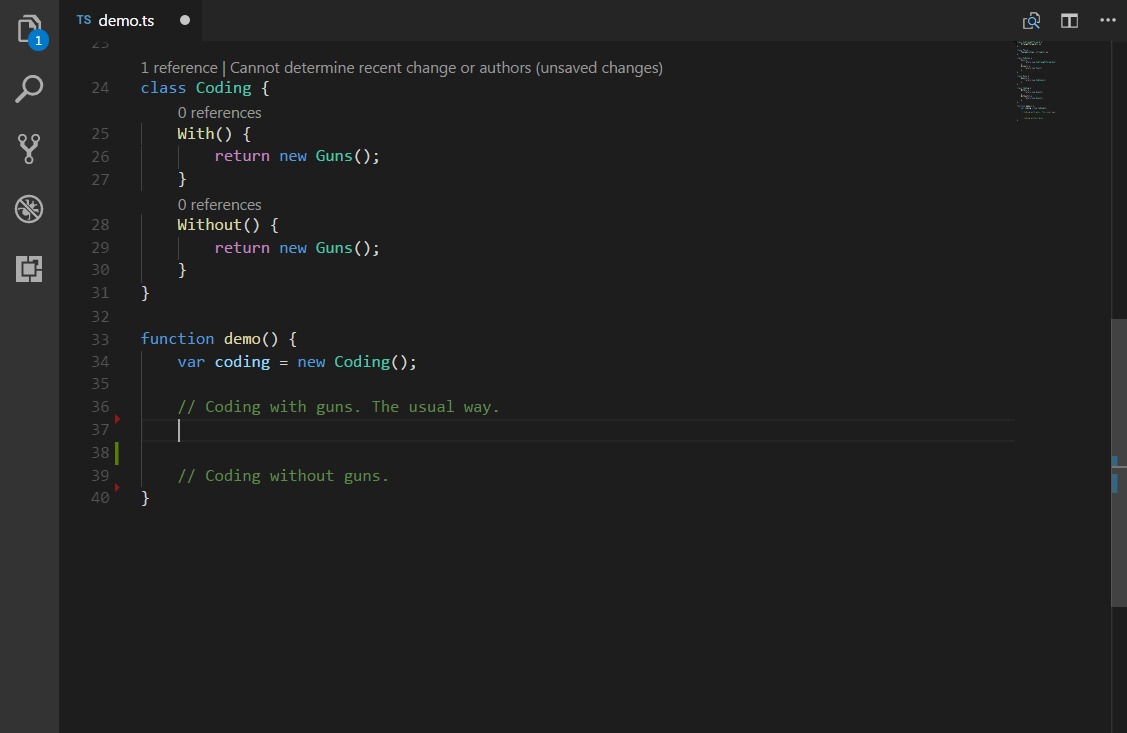 TS demo.ts
1
23
1 reference | Cannot determine recent change or authors (unsaved changes)
24 class Coding {
0 references
25 With() {
26 return new Guns();
27 }
0 references
28 Without() {
29 return new Guns();
30 }
31 }
32
33 function demo() {
34 var coding = new Coding();
35
36 // Coding with guns. The usual way.
37
38
39 // Coding without guns.
40 }